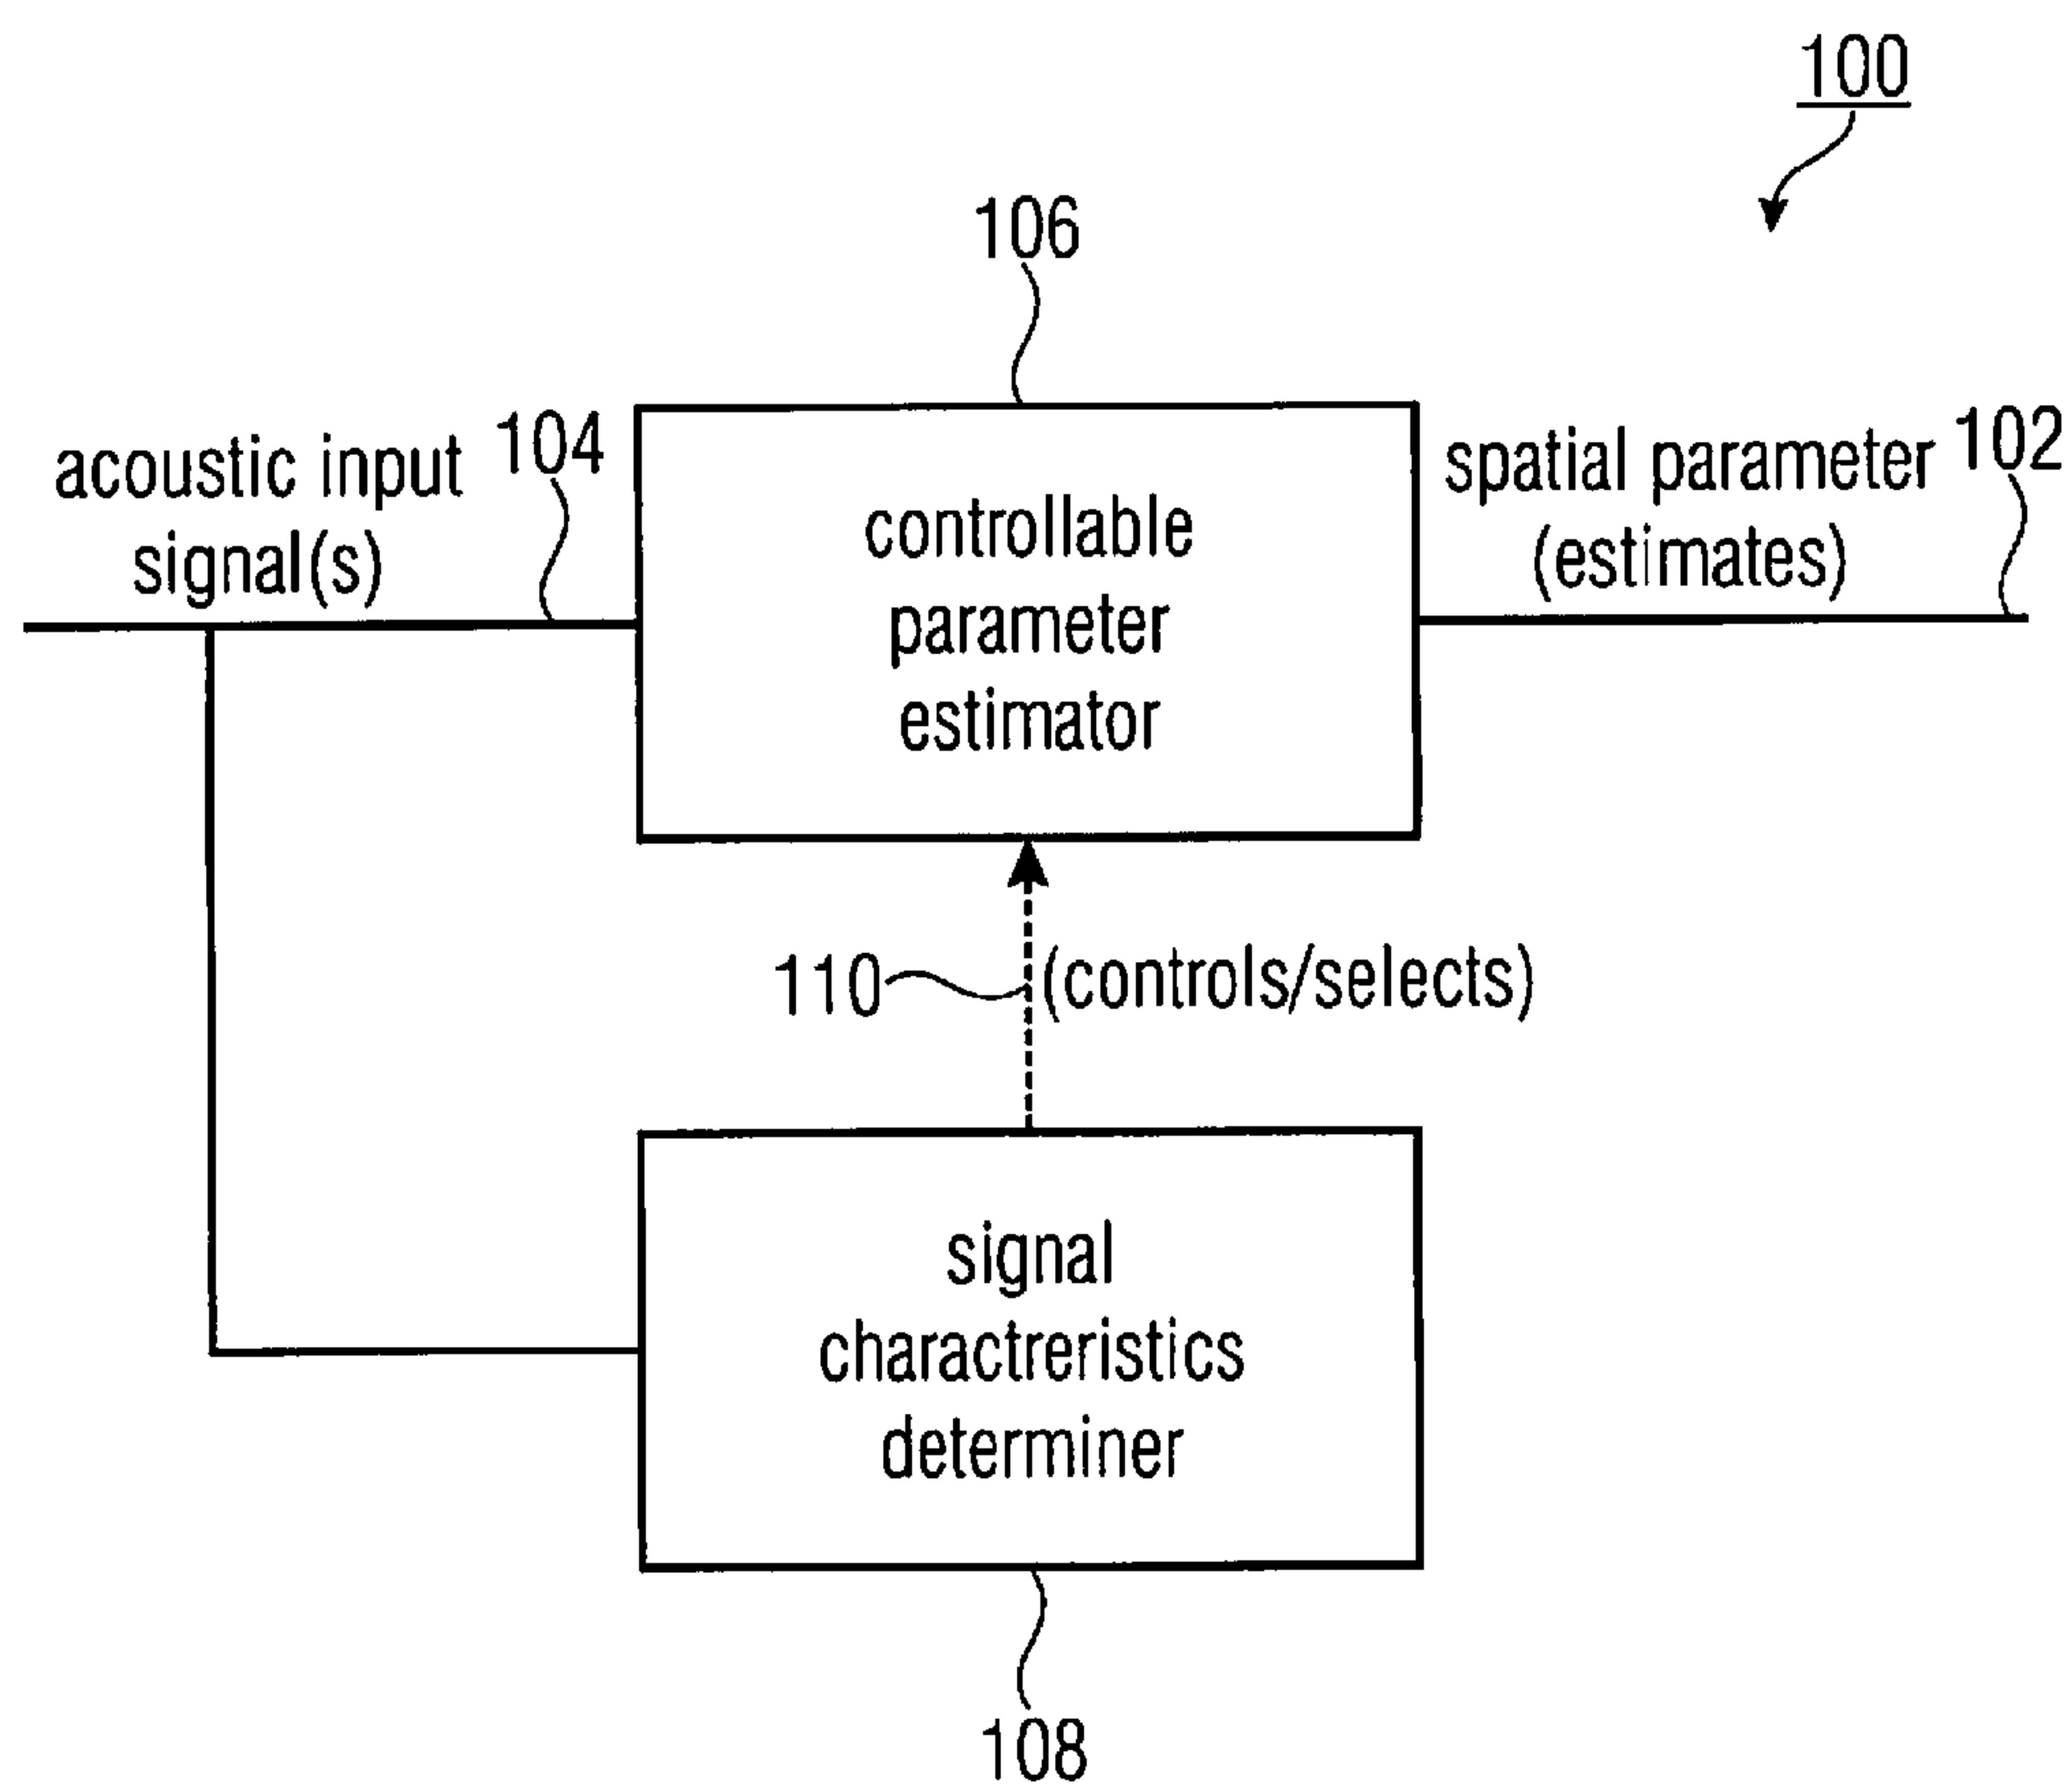 100
106
acoustic input
signal(s)
104
controllable
parameter
estimator
spatial parameter
(estimates)
102
110
(controls/selects)
signal
charactreristics
determiner
108